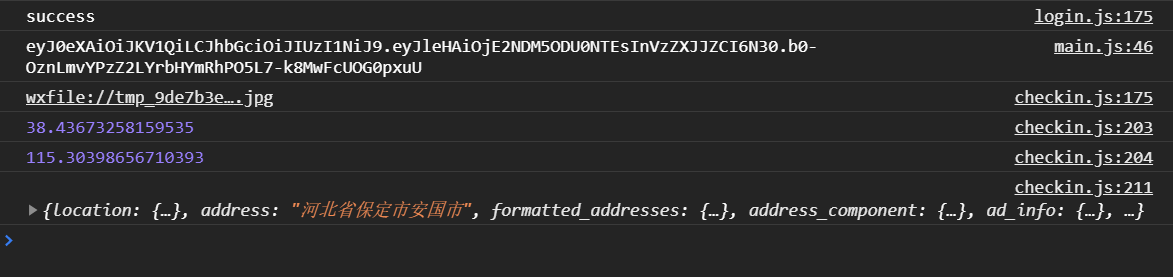 success login.js:175
eyJ0eXAiOiJKV1QiLCJhbGciOiJIUzI1NiJ9.eyJleHAiOjE2NDM5ODU0NTEsInVzZXJJZCI6N30.b0- main.js:46
OznLmvYPzZ2LYrbHYmRhPO5L7-k8MwFcUOG0pxuU
wxfile://tmp_9de7b3e….jpg checkin.js:175
38.43673258159535 checkin.js:203
115.30398656710393 checkin.js:204
checkin.js:211
{location: {…}, address: "河北省保定市安国市", formatted_addresses: {…}, address_component: {…}, ad_info: {…}, …}